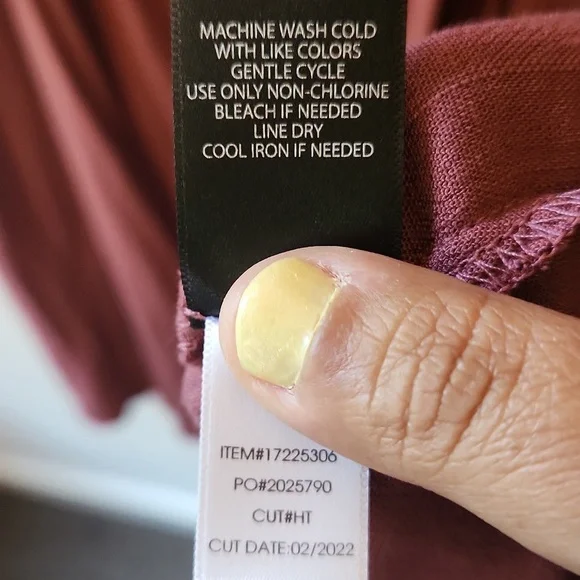 MACHINE WASH COLD
WITH LIKE COLORS
GENTLE CYCLE
USE ONLY NON-CHLORINE
BLEACH IF NEEDED
LINE DRY
COOL IRON IF NEEDED
ITEM#17225306
PO#2025790
CUT#HT
CUT DATE:02/2022